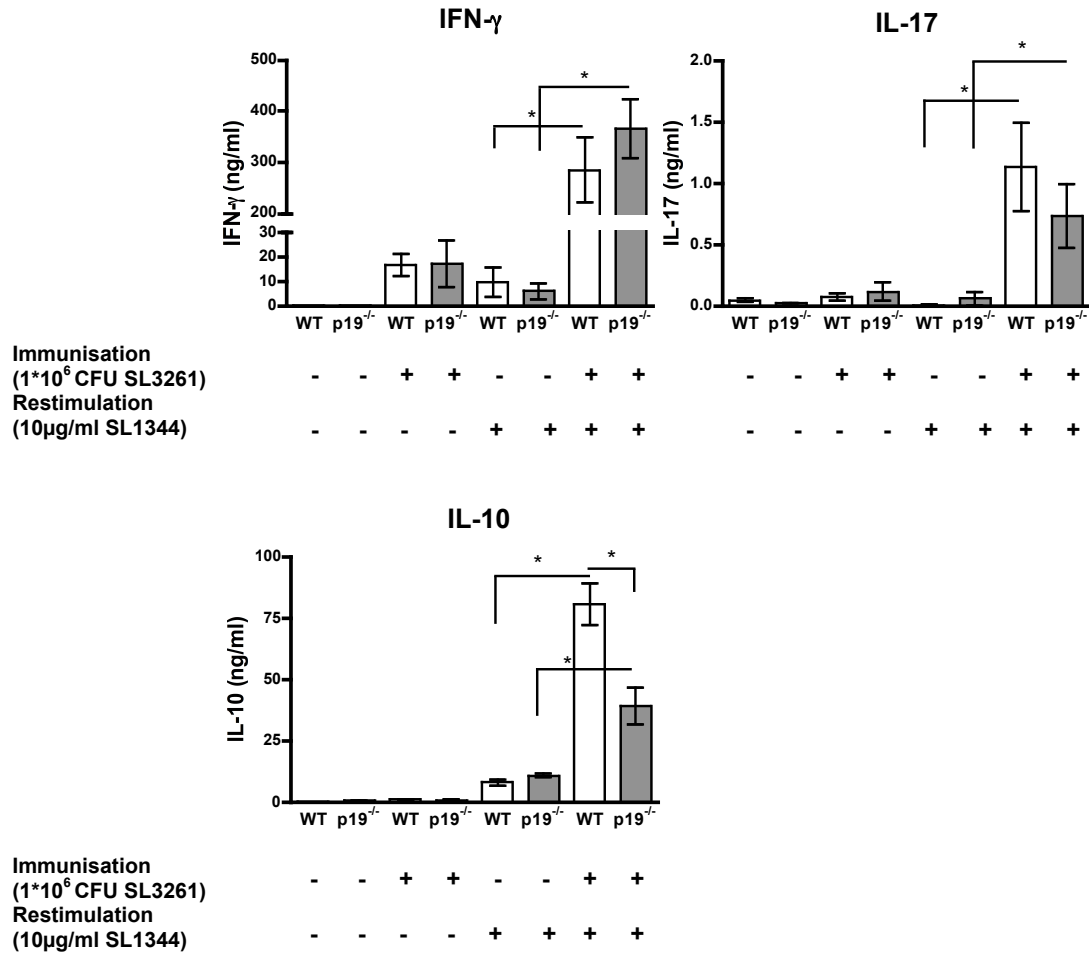 IFN-γ
500
400
300
200
30
20
10
0
IFN-γ (ng/ml)
* *
WT p19-/- WT p19-/- WT p19-/- WT p19-/-
IL-17
2.0
1.5
1.0
0.5
0.0
IL-17 (ng/ml)
* *
WT p19-/- WT p19-/- WT p19-/- WT p19-/-
Immunisation
(1*10⁶ CFU SL3261) - - + + - - + + - - + + - - + +
Restimulation
(10µg/ml SL1344) - - - - + + + + - - - - + + + +
IL-10
100
75
50
25
0
IL-10 (ng/ml)
* * *
WT p19-/- WT p19-/- WT p19-/- WT p19-/-
Immunisation
(1*10⁶ CFU SL3261) - - + + - - + +
Restimulation
(10µg/ml SL1344) - - - - + + + +